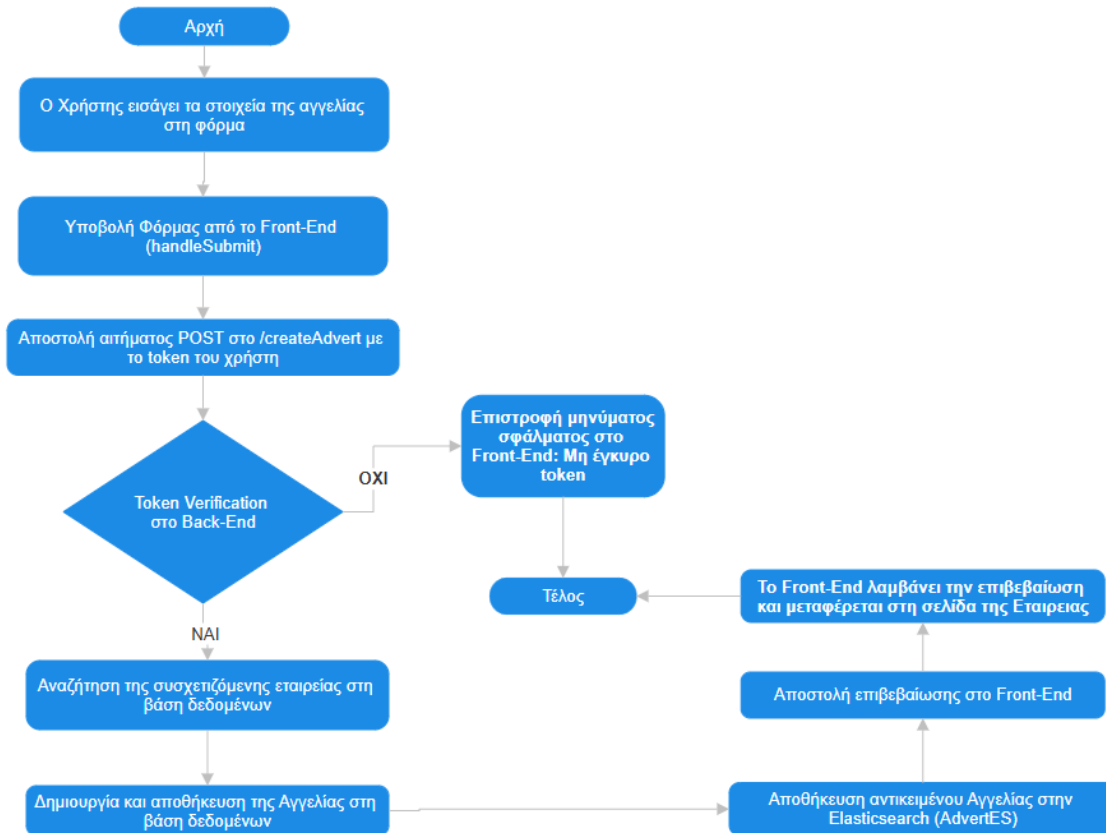 Αρχή
Ο Χρήστης εισάγει τα στοιχεία της αγγελίας
στη φόρμα
Υποβολή Φόρμας από το Front-End
(handleSubmit)
Αποστολή αιτήματος POST στο /createAdvert με
το token του χρήστη
Token Verification
στο Back-End
ΟΧΙ
Επιστροφή μηνύματος
σφάλματος στο
Front-End: Μη έγκυρο
token
Τέλος
ΝΑΙ
Αναζήτηση της συσχετιζόμενης εταιρείας στη
βάση δεδομένων
Δημιουργία και αποθήκευση της Αγγελίας στη
βάση δεδομένων
Αποθήκευση αντικειμένου Αγγελίας στην
Elasticsearch (AdvertES)
Αποστολή επιβεβαίωσης στο Front-End
Το Front-End λαμβάνει την επιβεβαίωση
και μεταφέρεται στη σελίδα της Εταιρειας